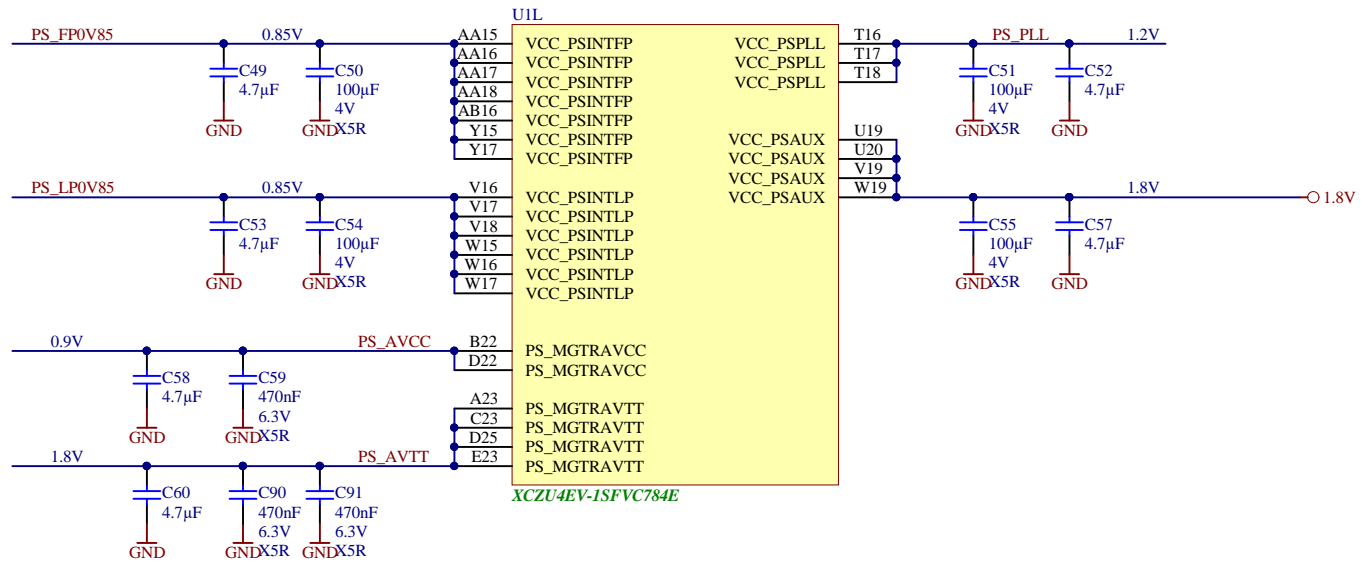 U1L
PS_FP0V85 0.85V AA15 VCC_PSINTFP VCC_PSPLL T16 PS_PLL 1.2V
AA16 VCC_PSINTFP VCC_PSPLL T17
AA17 VCC_PSINTFP VCC_PSPLL T18
C49 C50 C51 C52
4.7µF 100µF 100µF 4.7µF
AA18 VCC_PSINTFP
4V 4V
AB16 VCC_PSINTFP
GND GND X5R GND X5R GND
Y15 VCC_PSINTFP VCC_PSAUX U19
Y17 VCC_PSINTFP VCC_PSAUX U20
VCC_PSAUX V19
PS_LP0V85 0.85V V16 VCC_PSINTLP VCC_PSAUX W19 1.8V 1.8V
V17 VCC_PSINTLP
C53 C54 C55 C57
V18 VCC_PSINTLP
4.7µF 100µF 100µF 4.7µF
W15 VCC_PSINTLP
4V 4V
W16 VCC_PSINTLP
GND GND X5R GND X5R GND
W17 VCC_PSINTLP
0.9V PS_AVCC B22 PS_MGTRAVCC
D22 PS_MGTRAVCC
C58 C59
4.7µF 470nF
A23 PS_MGTRAVTT
6.3V
C23 PS_MGTRAVTT
GND GND X5R
D25 PS_MGTRAVTT
1.8V PS_AVTT E23 PS_MGTRAVTT
C60 C90 C91
XCZU4EV-1SFVC784E
4.7µF 470nF 470nF
6.3V 6.3V
GND GND X5R GND X5R